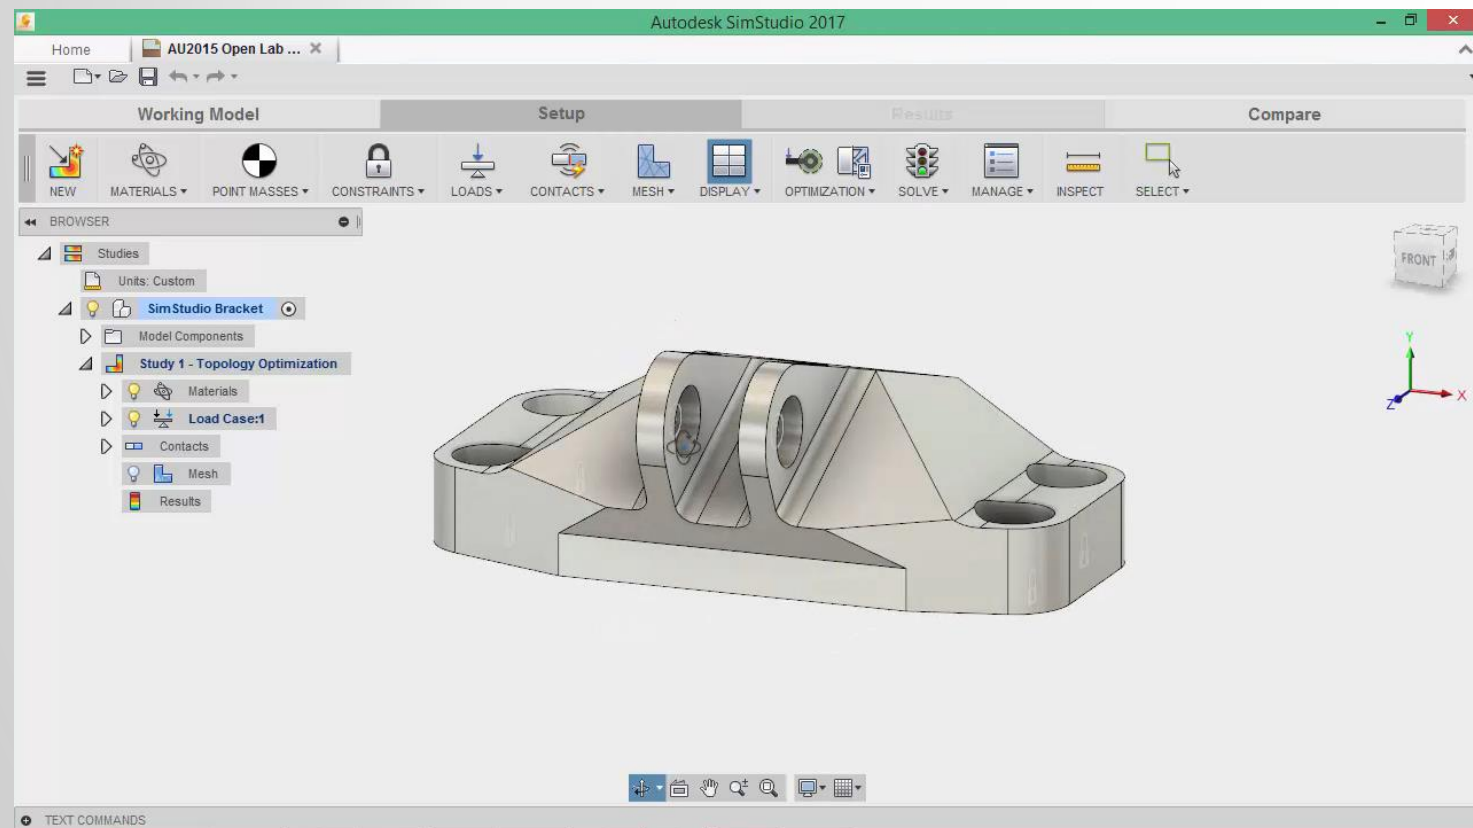 Autodesk SimStudio 2017
Home
AU2015 Open Lab ...
Working Model
Setup
Results
Compare
NEW
MATERIALS
POINT MASSES
CONSTRAINTS
LOADS
CONTACTS
MESH
DISPLAY
OPTIMIZATION
SOLVE
MANAGE
INSPECT
SELECT
BROWSER
Studies
Units: Custom
SimStudio Bracket
Model Components
Study 1 - Topology Optimization
Materials
Load Case:1
Contacts
Mesh
Results
FRONT
Y
X
Z
TEXT COMMANDS